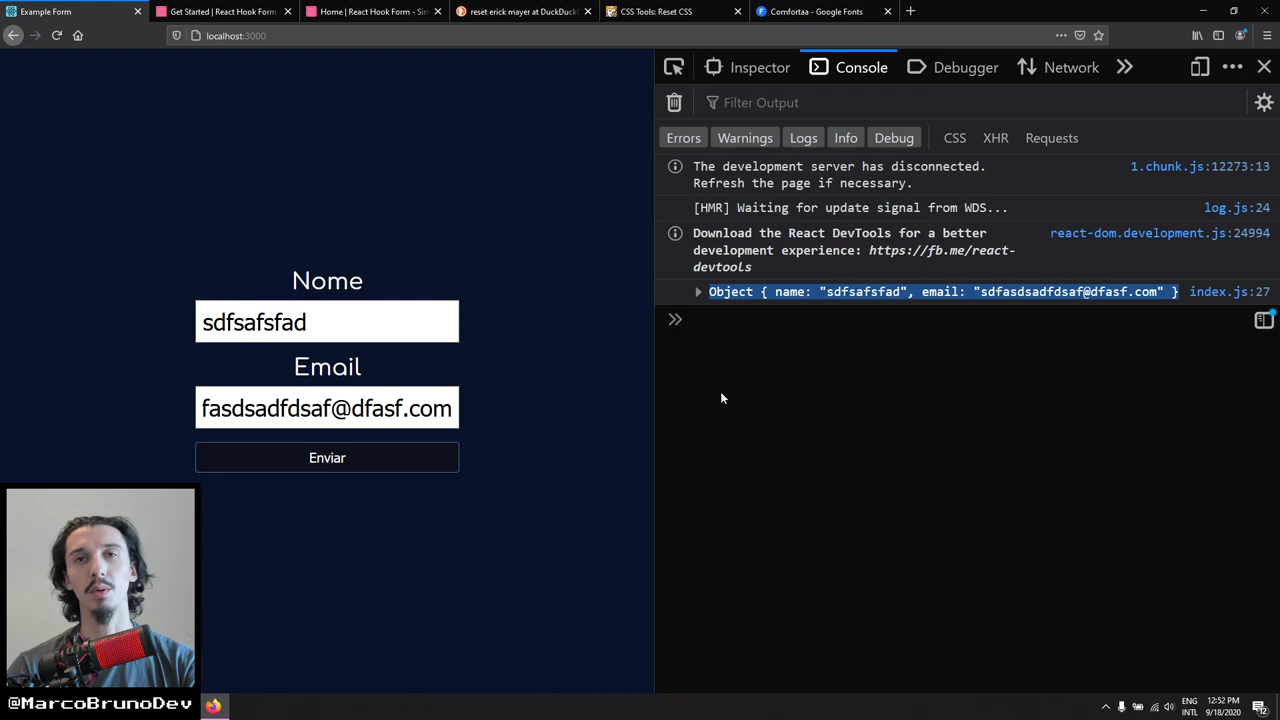 Example Form
Get Started | React Hook Form -
Home | React Hook Form - Sim
reset erick mayer at DuckDuckG
CSS Tools: Reset CSS
Comfortaa - Google Fonts
localhost:3000
Inspector
Console
Debugger
Network
Filter Output
Errors
Warnings
Logs
Info
Debug
CSS
XHR
Requests
The development server has disconnected. 1.chunk.js:12273:13
Refresh the page if necessary.
[HMR] Waiting for update signal from WDS... log.js:24
Download the React DevTools for a better react-dom.development.js:24994
development experience: https://fb.me/react-
devtools
Object { name: "sdfsafsfad", email: "sdfasdsadfdsaf@dfasf.com" } index.js:27
Nome
sdfsafsfad
Email
fasdsadfdsaf@dfasf.com
Enviar
@MarcoBrunoDev
ENG
INTL
12:52 PM
9/18/2020
12